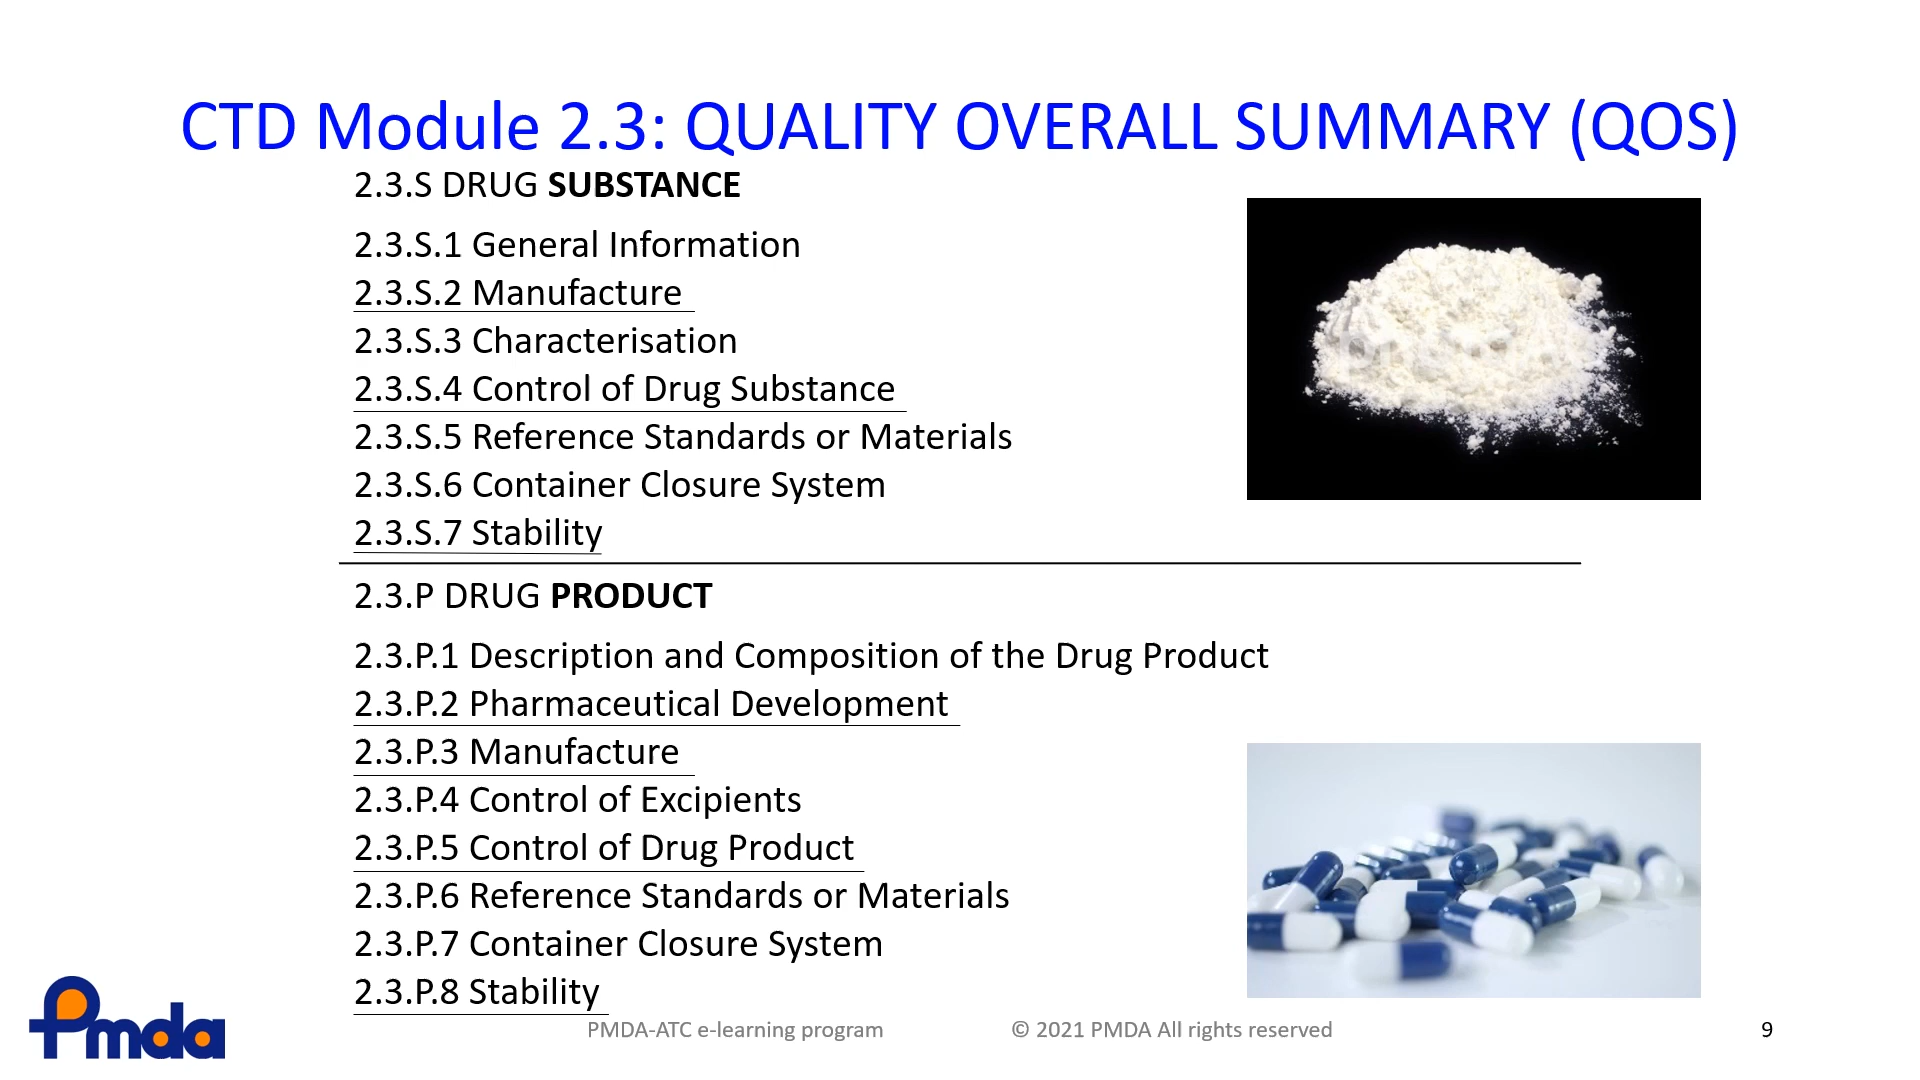 CTD Module 2.3: QUALITY OVERALL SUMMARY (QOS)
2.3.S DRUG SUBSTANCE
2.3.S.1 General Information
2.3.S.2 Manufacture
2.3.S.3 Characterisation
2.3.S.4 Control of Drug Substance
2.3.S.5 Reference Standards or Materials
2.3.S.6 Container Closure System
2.3.S.7 Stability
2.3.P DRUG PRODUCT
2.3.P.1 Description and Composition of the Drug Product
2.3.P.2 Pharmaceutical Development
2.3.P.3 Manufacture
2.3.P.4 Control of Excipients
2.3.P.5 Control of Drug Product
2.3.P.6 Reference Standards or Materials
2.3.P.7 Container Closure System
2.3.P.8 Stability
Pmda
PMDA-ATC e-learning program
© 2021 PMDA All rights reserved
9